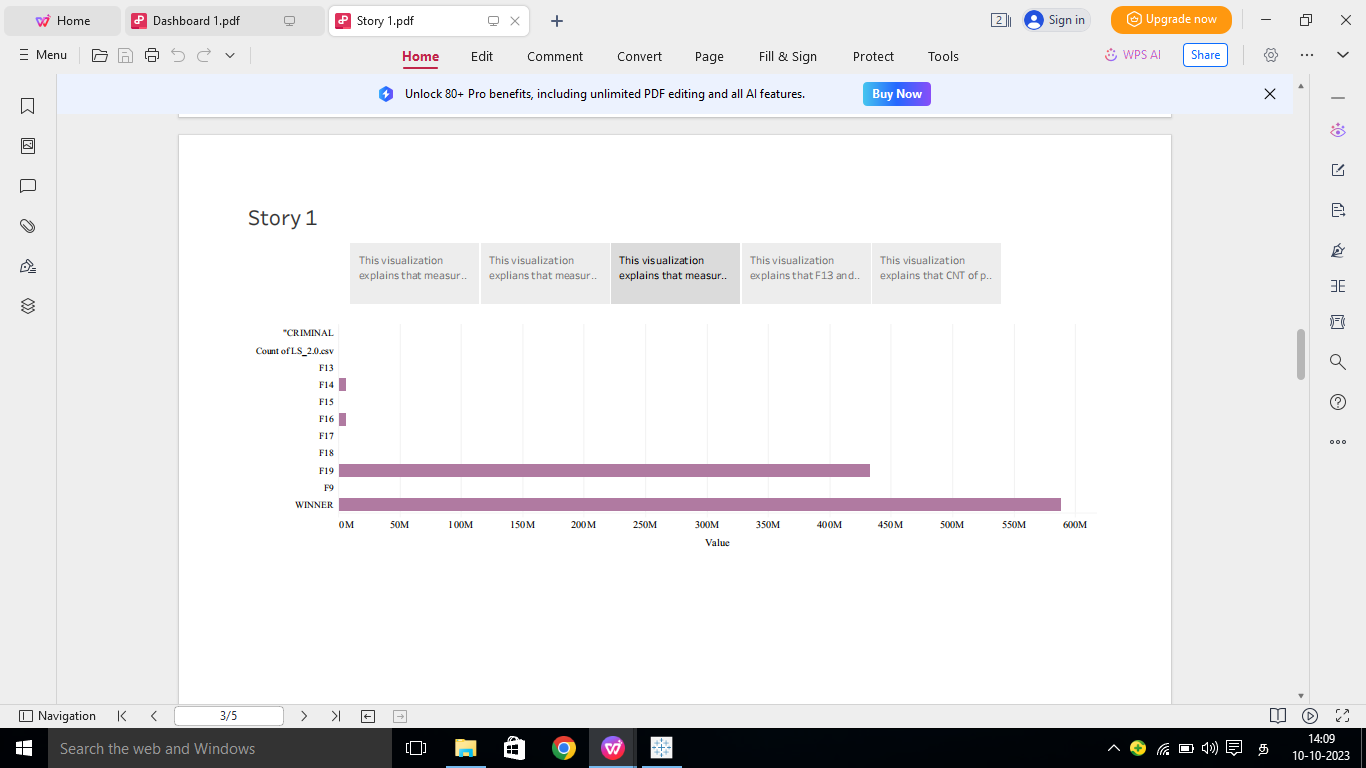 Home
Dashboard 1.pdf
Story 1.pdf
2
Sign in
Upgrade now
Menu
Home
Edit
Comment
Convert
Page
Fill & Sign
Protect
Tools
WPS AI
Share
Unlock 80+ Pro benefits, including unlimited PDF editing and all AI features.
Buy Now
Story 1
This visualization
explains that measur..
This visualization
explians that measur..
This visualization
explains that measur..
This visualization
explains that F13 and..
This visualization
explains that CNT of p..
"CRIMINAL
Count of LS_2.0.csv
F13
F14
F15
F16
F17
F18
F19
F9
WINNER
0M 50M 100M 150M 200M 250M 300M 350M 400M 450M 500M 550M 600M
Value
Navigation
3/5
Search the web and Windows
த
14:09
10-10-2023